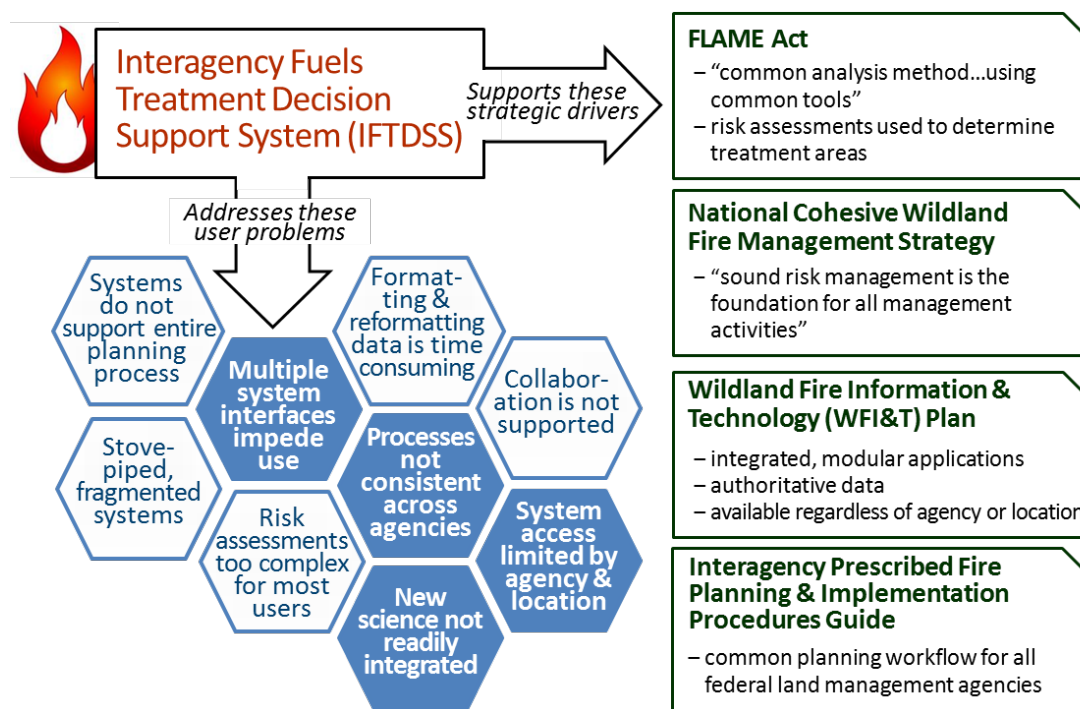 Interagency Fuels
Treatment Decision
Support System (IFTDSS)
Supports these
strategic drivers
Addresses these
user problems
Systems
do not
support entire
planning
process
Multiple
system
interfaces
impede
use
Format-
ting &
reformatting
data is time
consuming
Collabor-
ation is not
supported
Stove-
piped,
fragmented
systems
Processes
not
consistent
across
agencies
Risk
assessments
too complex
for most
users
System
access
limited by
agency &
location
New
science not
readily
integrated
FLAME Act
– “common analysis method...using
common tools”
– risk assessments used to determine
treatment areas
National Cohesive Wildland
Fire Management Strategy
– “sound risk management is the
foundation for all management
activities”
Wildland Fire Information &
Technology (WFI&T) Plan
– integrated, modular applications
– authoritative data
– available regardless of agency or location
Interagency Prescribed Fire
Planning & Implementation
Procedures Guide
– common planning workflow for all
federal land management agencies